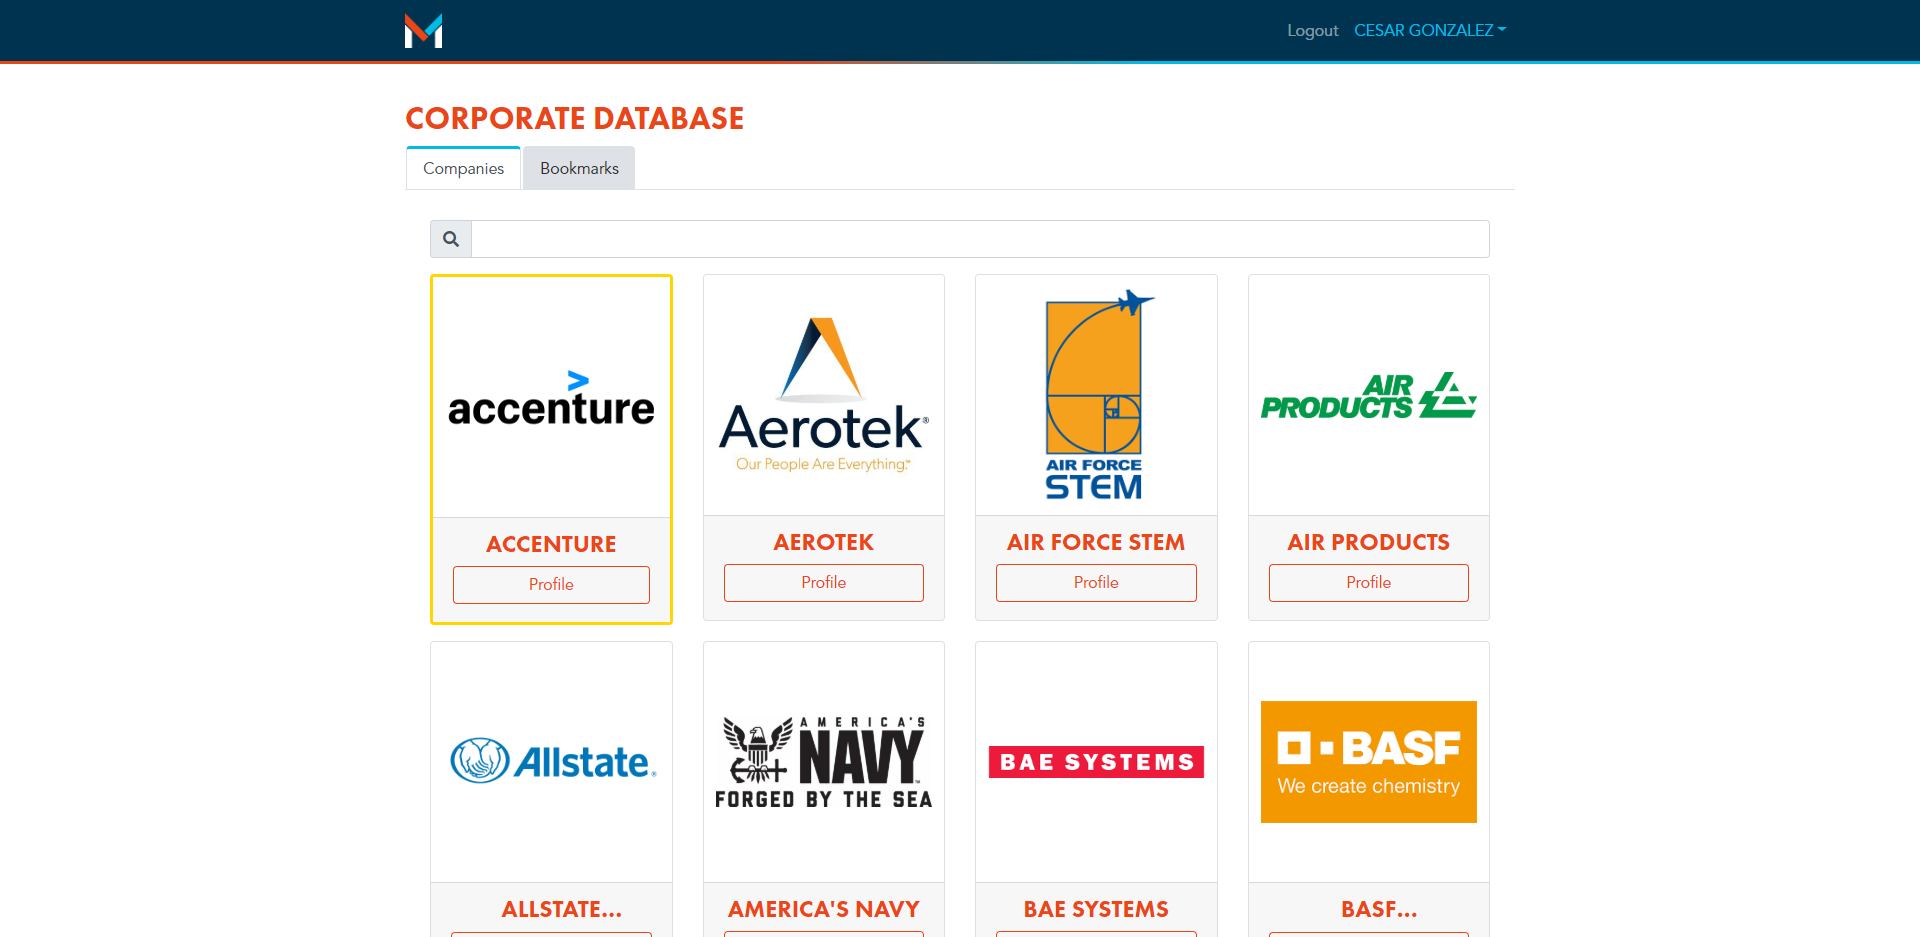 Logout CESAR GONZALEZ
CORPORATE DATABASE
Companies Bookmarks
accenture
Aerotek®
Our People Are Everything.™
AIR FORCE
STEM
AIR
PRODUCTS
ACCENTURE
AEROTEK
AIR FORCE STEM
AIR PRODUCTS
Profile
Profile
Profile
Profile
Allstate®
AMERICA'S
NAVY™
FORGED BY THE SEA
BAE SYSTEMS
BASF
We create chemistry
ALLSTATE...
AMERICA'S NAVY
BAE SYSTEMS
BASF...